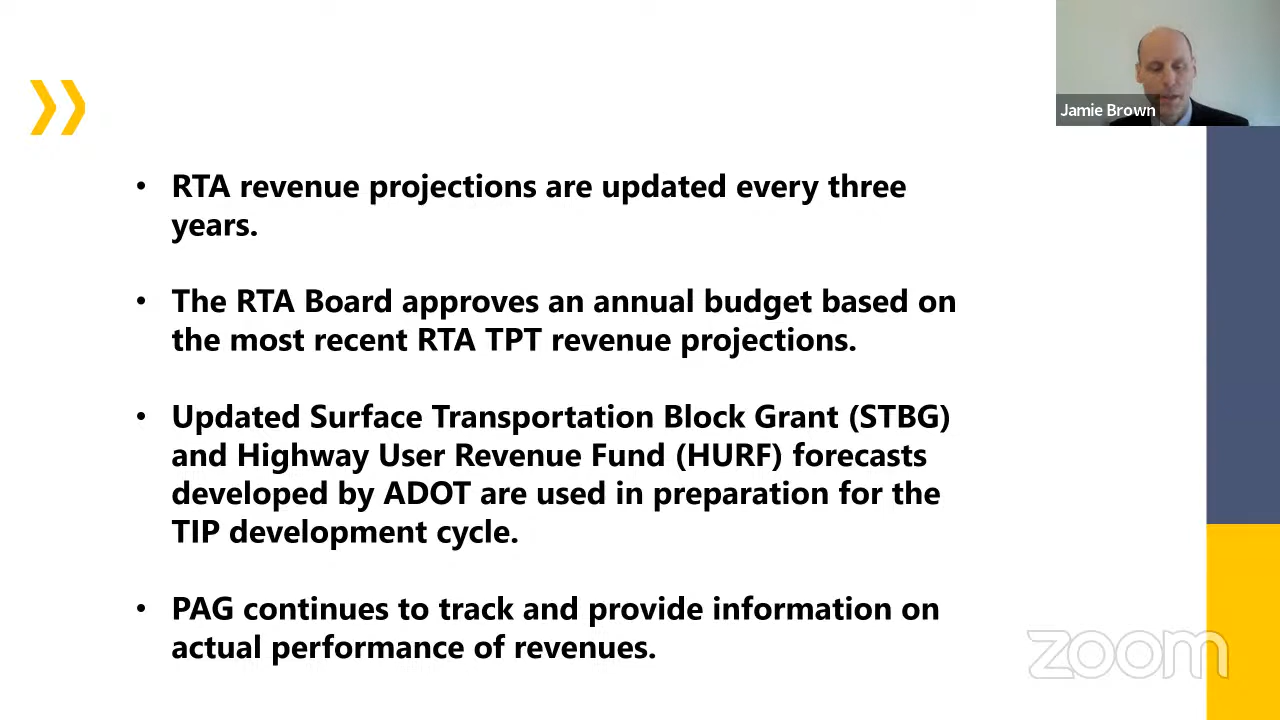 Jamie Brown
• RTA revenue projections are updated every three
years.
• The RTA Board approves an annual budget based on
the most recent RTA TPT revenue projections.
• Updated Surface Transportation Block Grant (STBG)
and Highway User Revenue Fund (HURF) forecasts
developed by ADOT are used in preparation for the
TIP development cycle.
• PAG continues to track and provide information on
actual performance of revenues.
zoom